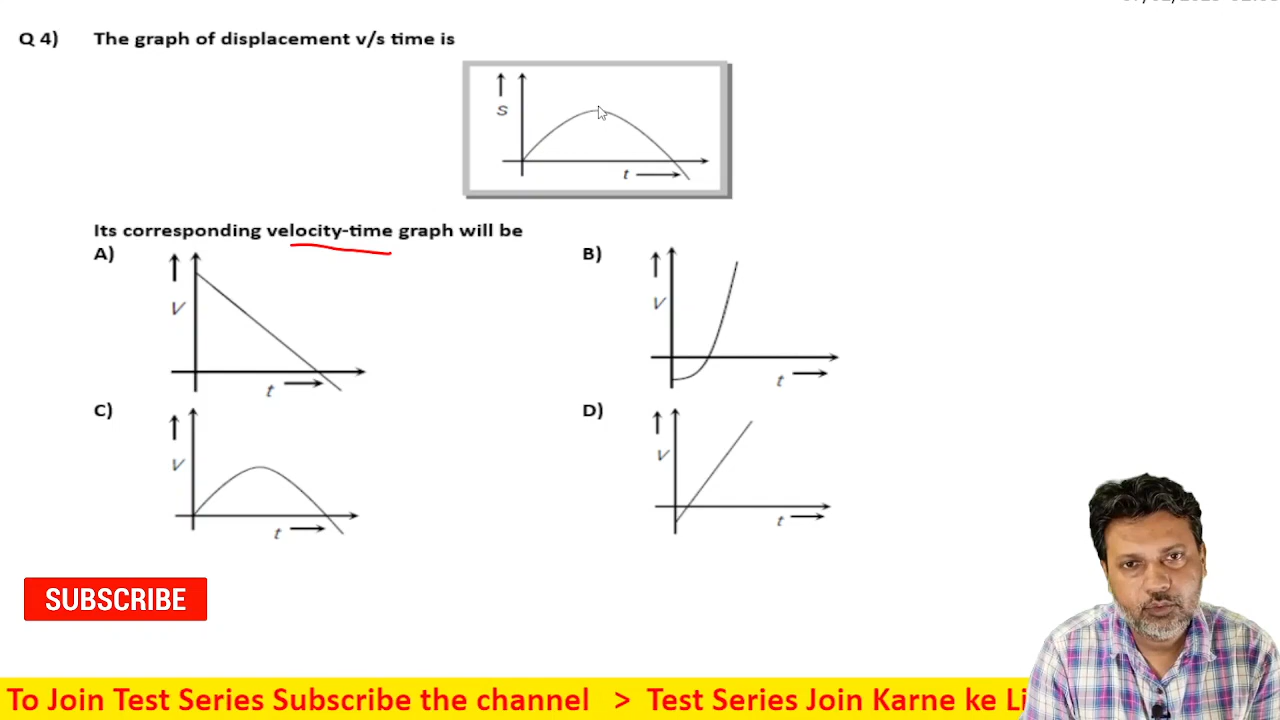 Q 4) The graph of displacement v/s time is
S
t
Its corresponding velocity-time graph will be
A)
V
t
B)
V
t
C)
V
t
D)
V
t
SUBSCRIBE
To Join Test Series Subscribe the channel > Test Series Join Karne ke Li